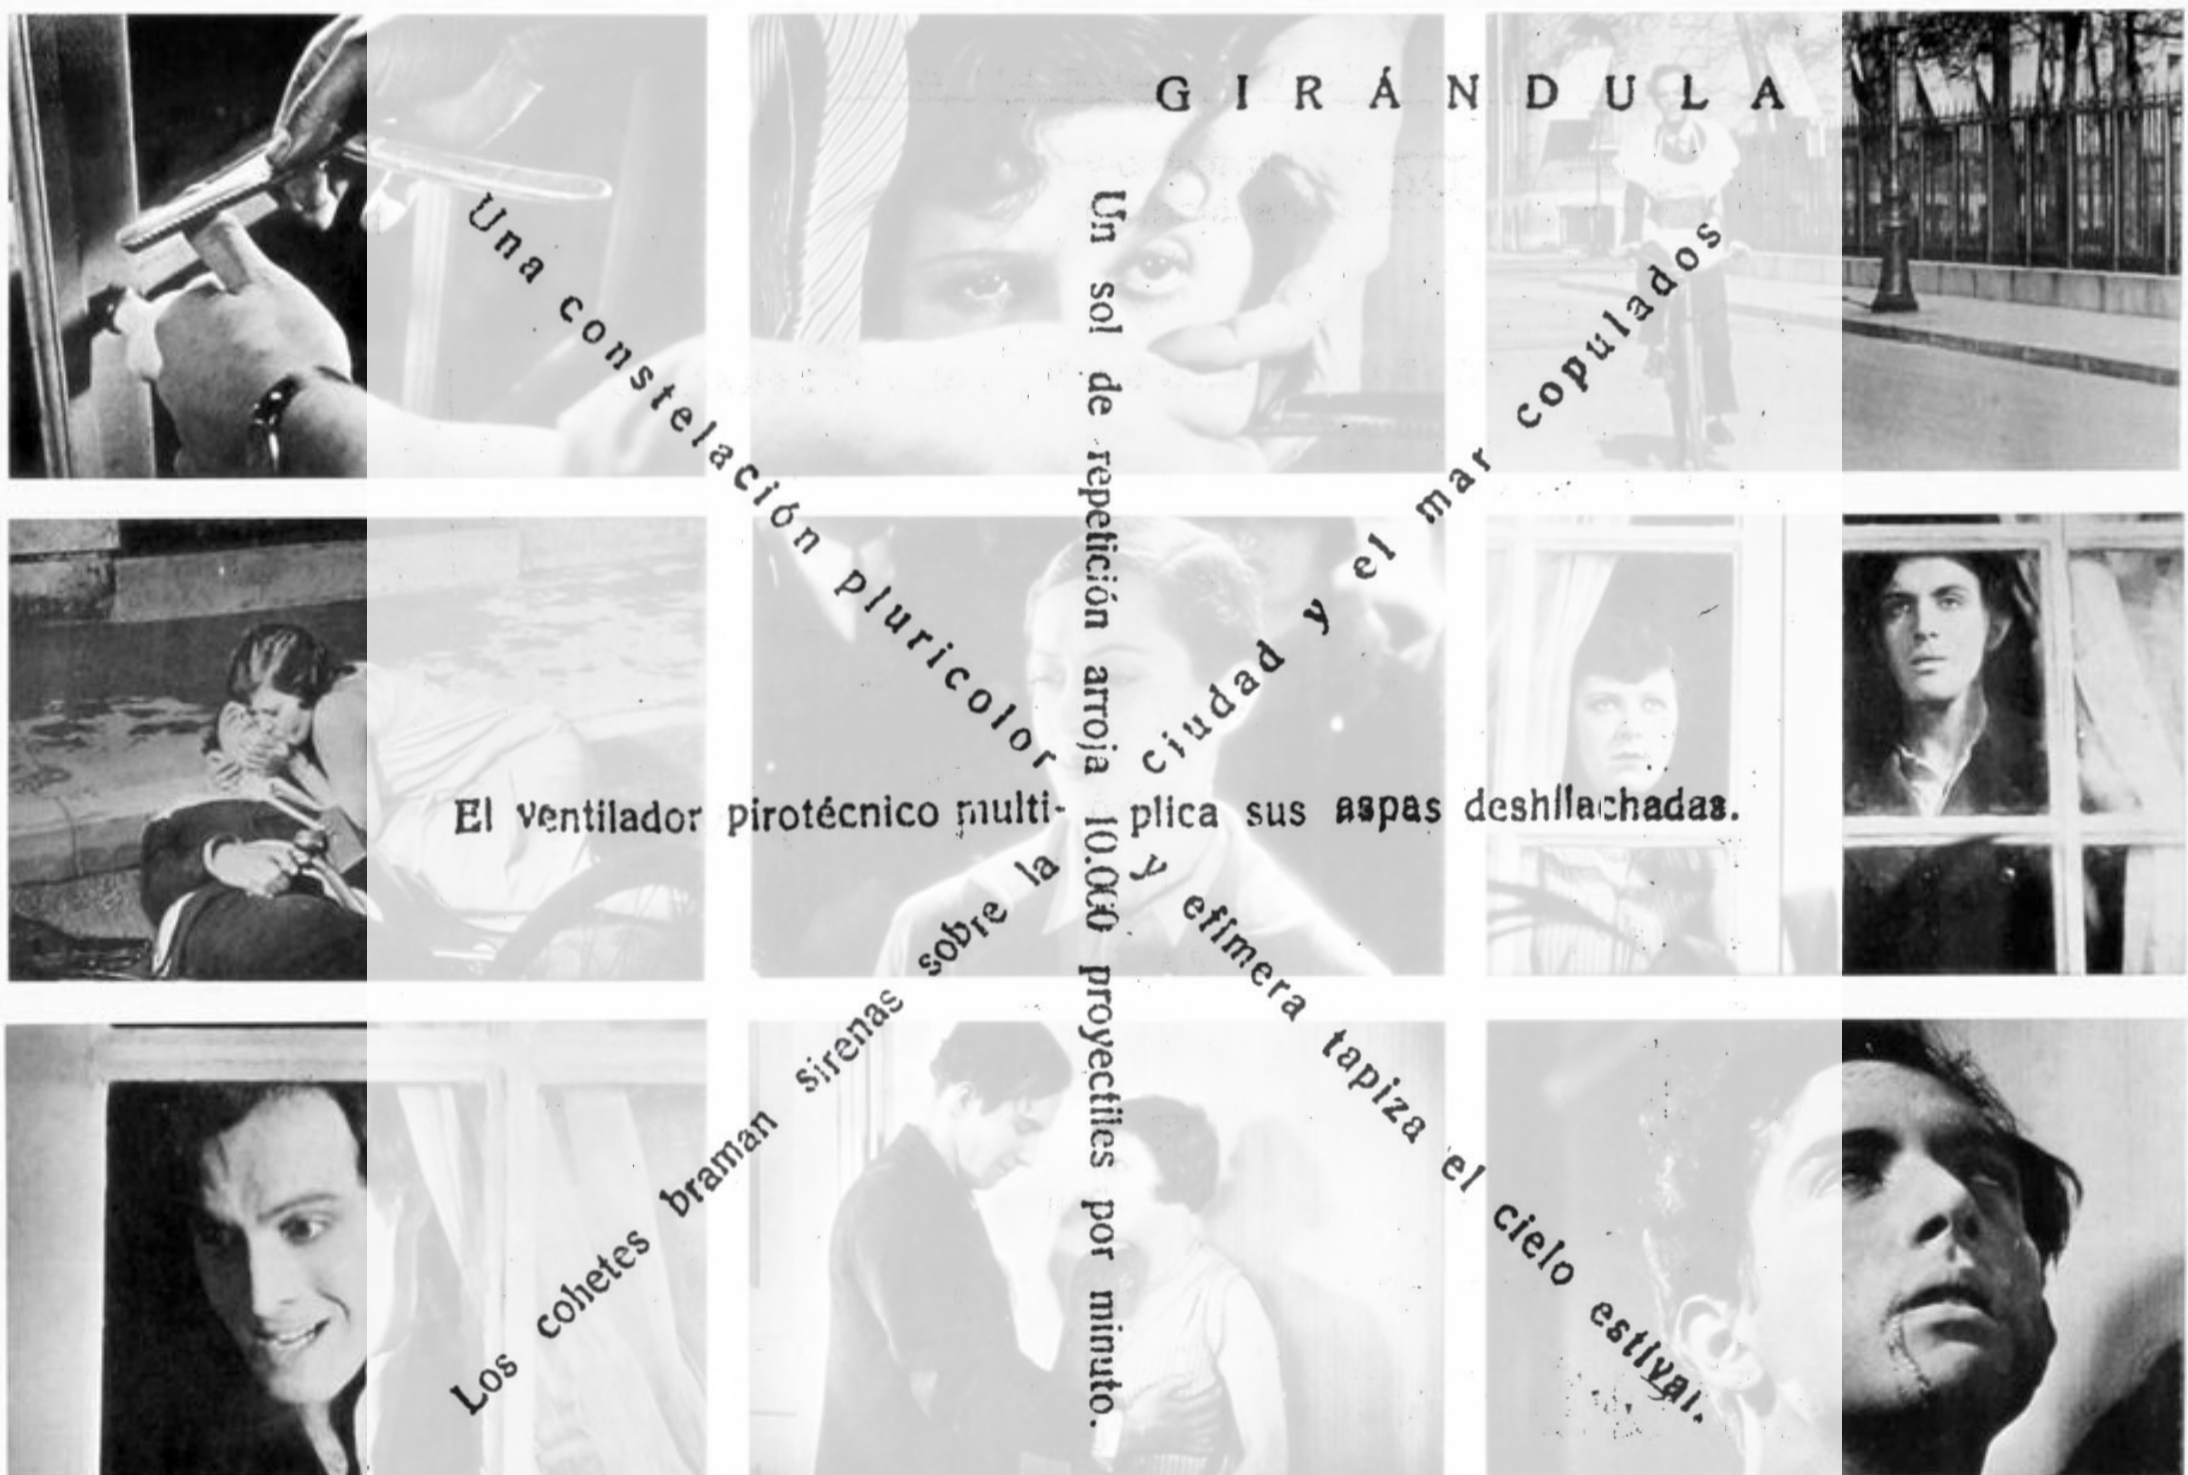 GIRÁNDULA
Una constelación pluricolor y efímera tapiza el cielo estival.
Un sol de repetición arroja 10.000 proyectiles por minuto.
Los cohetes braman sirenas sobre la ciudad y el mar copulados
El ventilador pirotécnico multi- plica sus aspas deshilachadas.